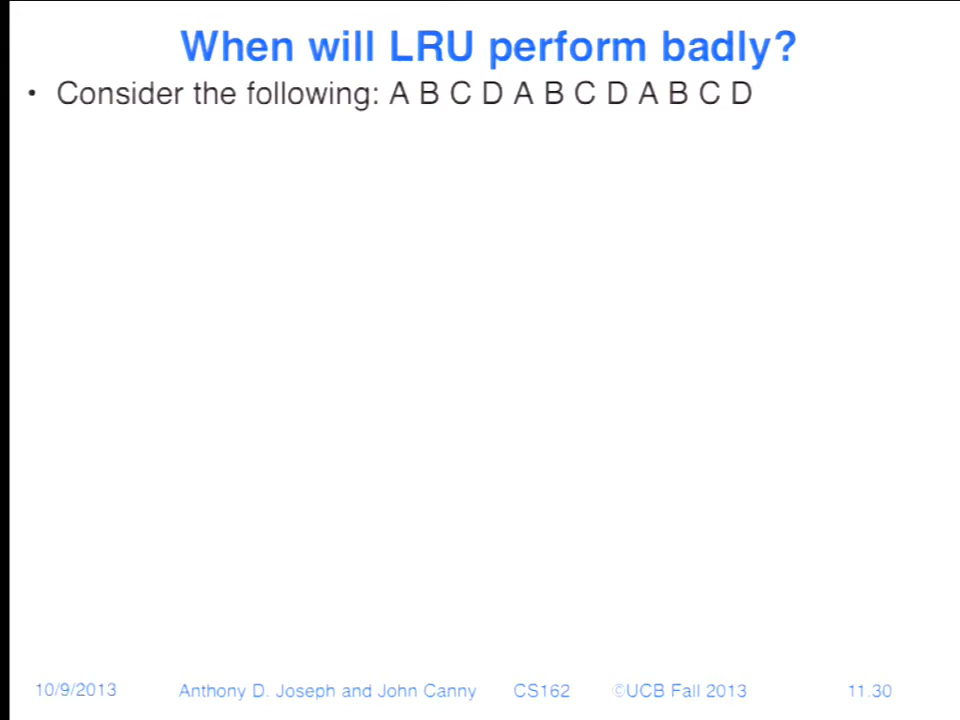 When will LRU perform badly?
• Consider the following: A B C D A B C D A B C D
10/9/2013 Anthony D. Joseph and John Canny CS162 ©UCB Fall 2013 11.30